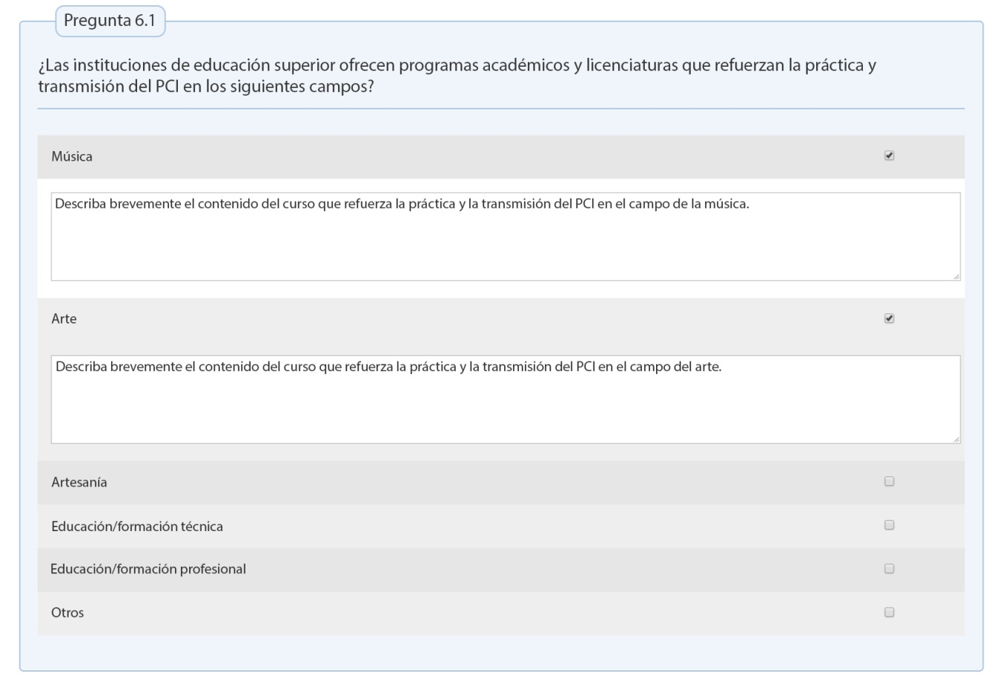 Pregunta 6.1
¿Las instituciones de educación superior ofrecen programas académicos y licenciaturas que refuerzan la práctica y
transmisión del PCI en los siguientes campos?
Música
Describa brevemente el contenido del curso que refuerza la práctica y la transmisión del PCI en el campo de la música.
Arte
Describa brevemente el contenido del curso que refuerza la práctica y la transmisión del PCI en el campo del arte.
Artesanía
Educación/formación técnica
Educación/formación profesional
Otros